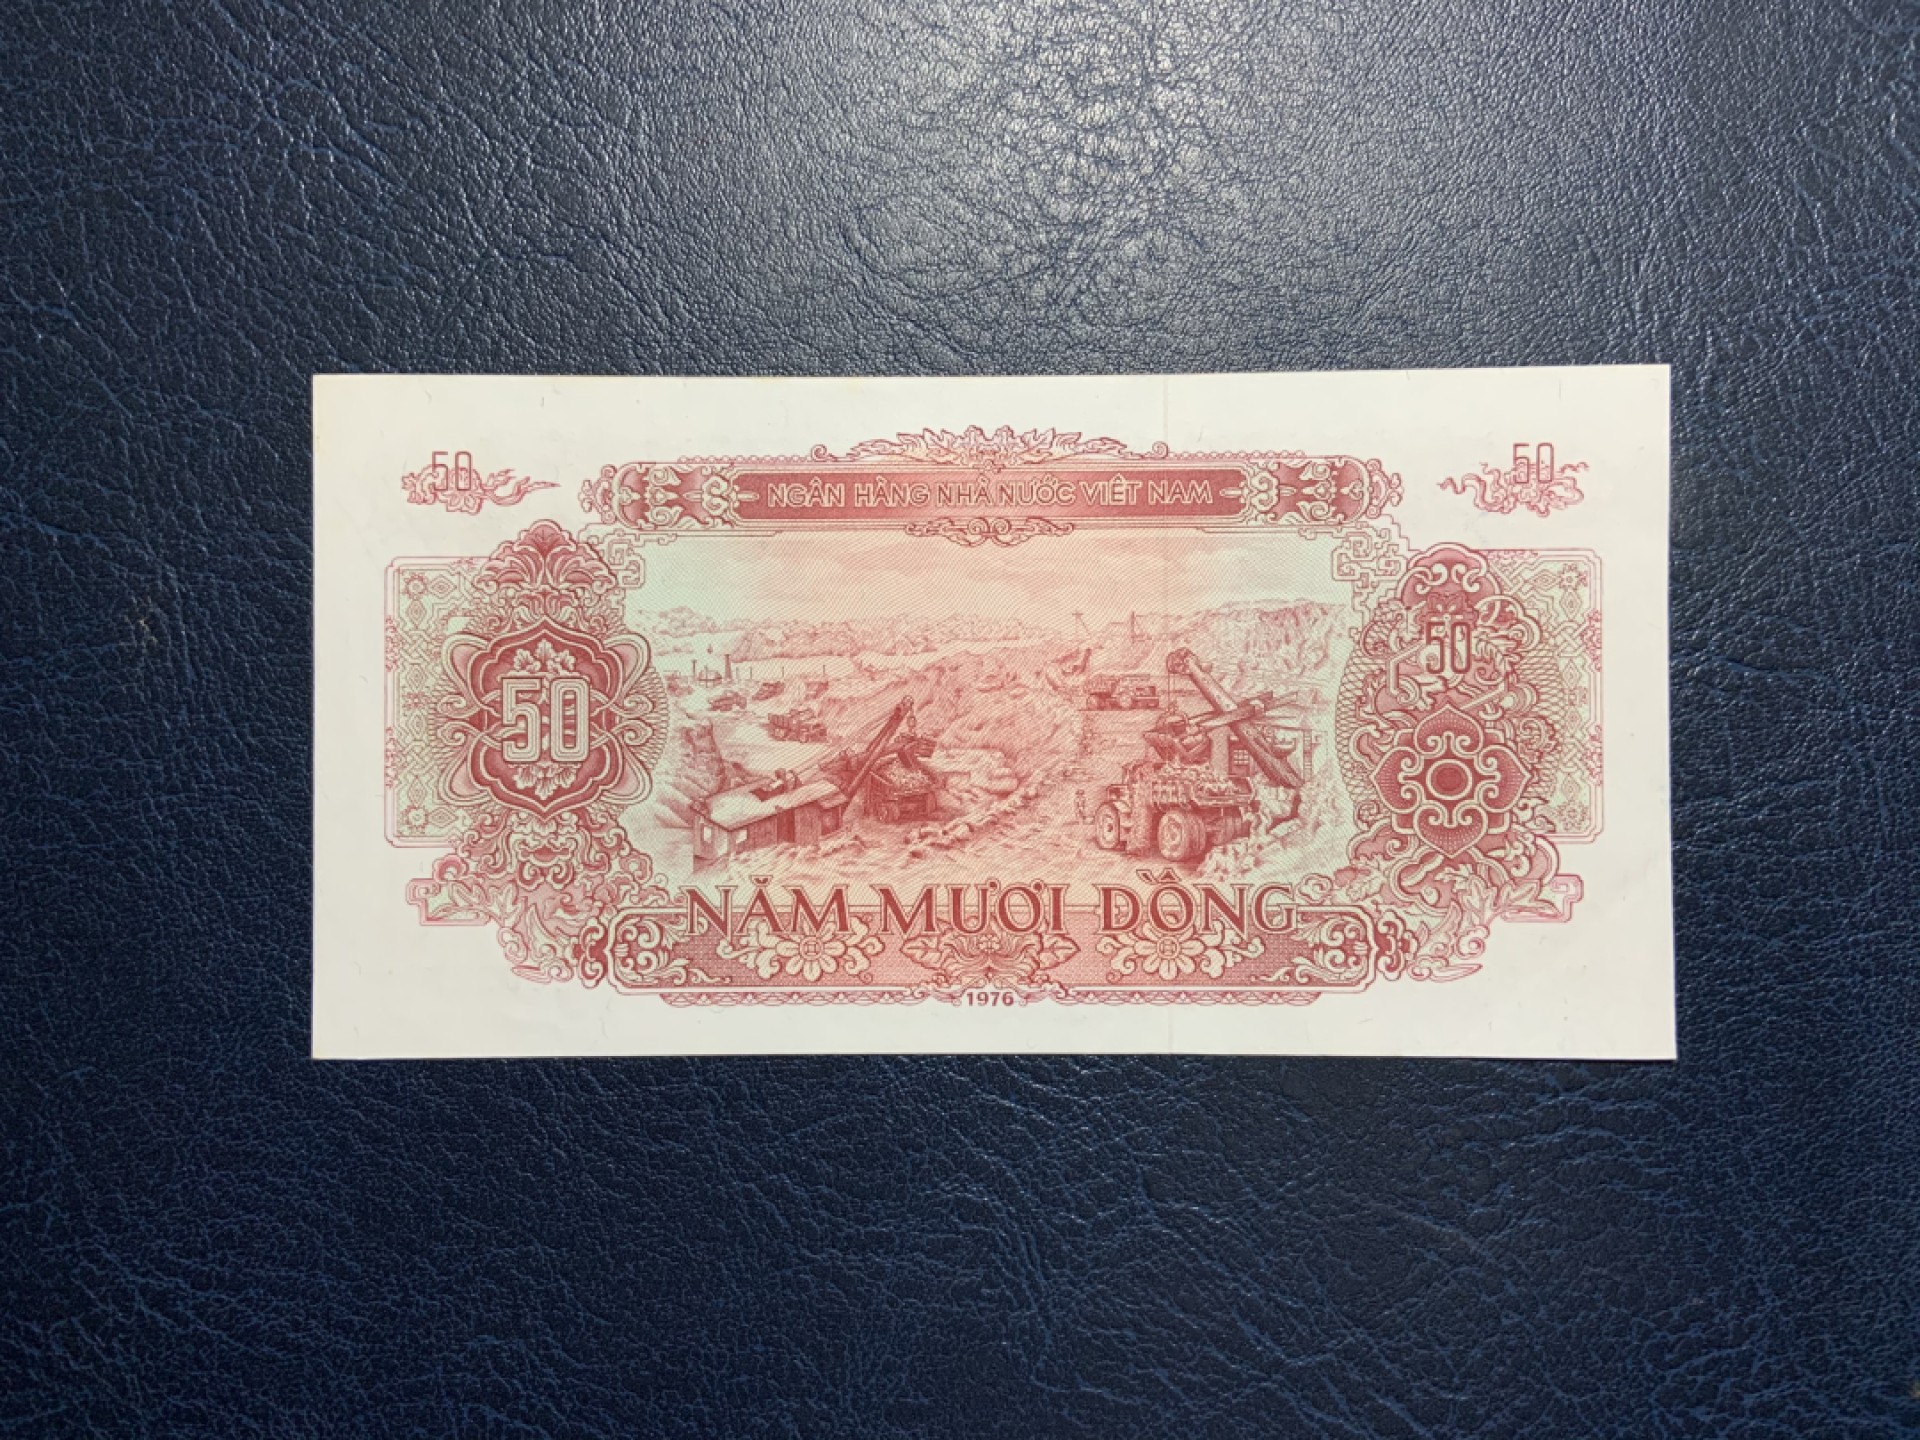 50
50
NGÂN HÀNG NHÀ NƯỚC VIỆT NAM
50
50
NĂM MƯƠI ĐỒNG
1976